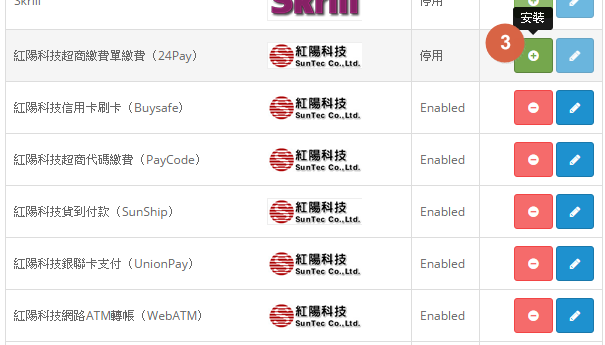 Skrill Skrill 停用
安裝
3
紅陽科技超商繳費單繳費（24Pay） 紅陽科技 SunTec Co.,Ltd. 停用
紅陽科技信用卡刷卡（Buysafe） 紅陽科技 SunTec Co.,Ltd. Enabled
紅陽科技超商代碼繳費（PayCode） 紅陽科技 SunTec Co.,Ltd. Enabled
紅陽科技貨到付款（SunShip） 紅陽科技 SunTec Co.,Ltd. Enabled
紅陽科技銀聯卡支付（UnionPay） 紅陽科技 SunTec Co.,Ltd. Enabled
紅陽科技網路ATM轉帳（WebATM） 紅陽科技 SunTec Co.,Ltd. Enabled